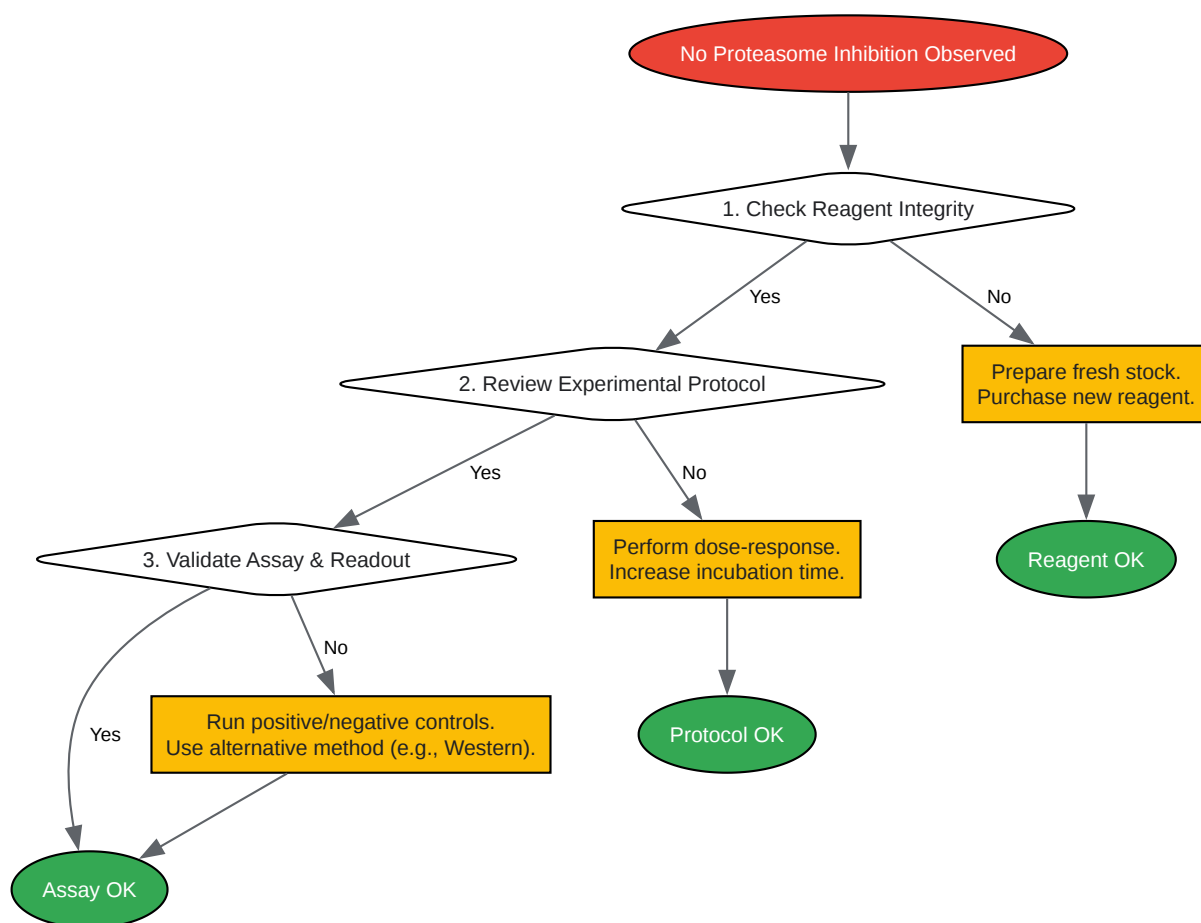 No Proteasome Inhibition Observed
1. Check Reagent Integrity
Yes
No
2. Review Experimental Protocol
Prepare fresh stock.
Purchase new reagent.
Yes
No
3. Validate Assay & Readout
Perform dose-response.
Increase incubation time.
Reagent OK
No
Yes
Run positive/negative controls.
Use alternative method (e.g., Western).
Protocol OK
Assay OK